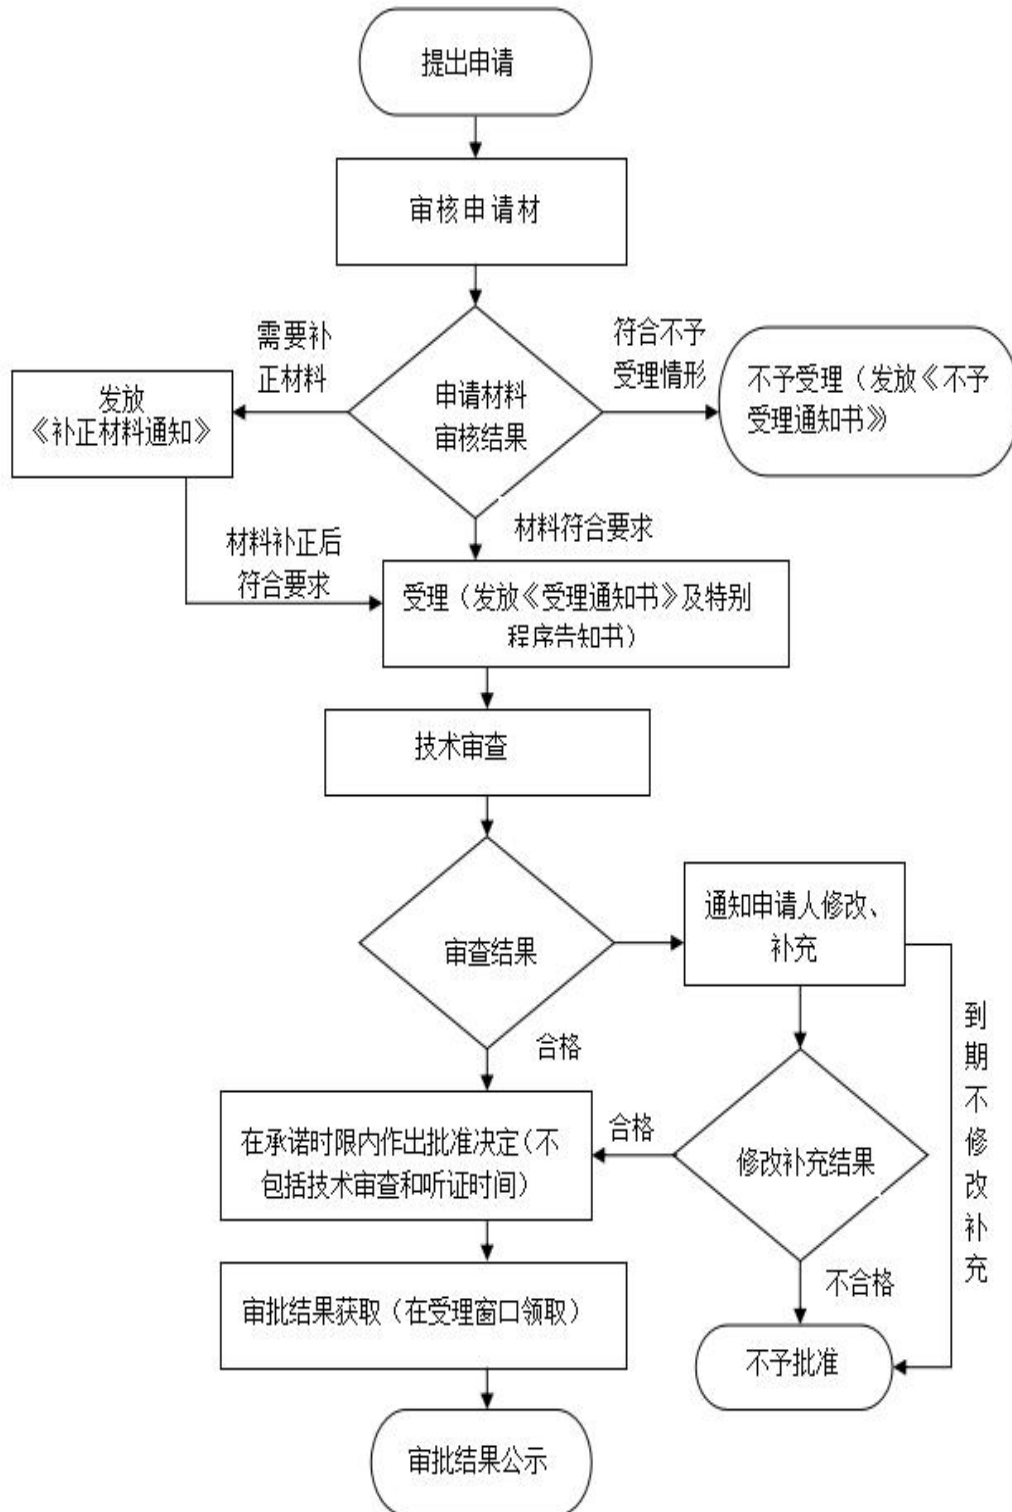 提出申请
审核申请材
需要补
正材料
符合不予
受理情形
发放
《补正材料通知》
申请材料
审核结果
不予受理（发放《不予
受理通知书》）
材料符合要求
材料补正后
符合要求
受理（发放《受理通知书》及特别
程序告知书）
技术审查
审查结果
通知申请人修改、
补充
合格
到期不修改补充
在承诺时限内作出批准决定（不
包括技术审查和听证时间）
合格
修改补充结果
不合格
审批结果获取（在受理窗口领取）
不予批准
审批结果公示